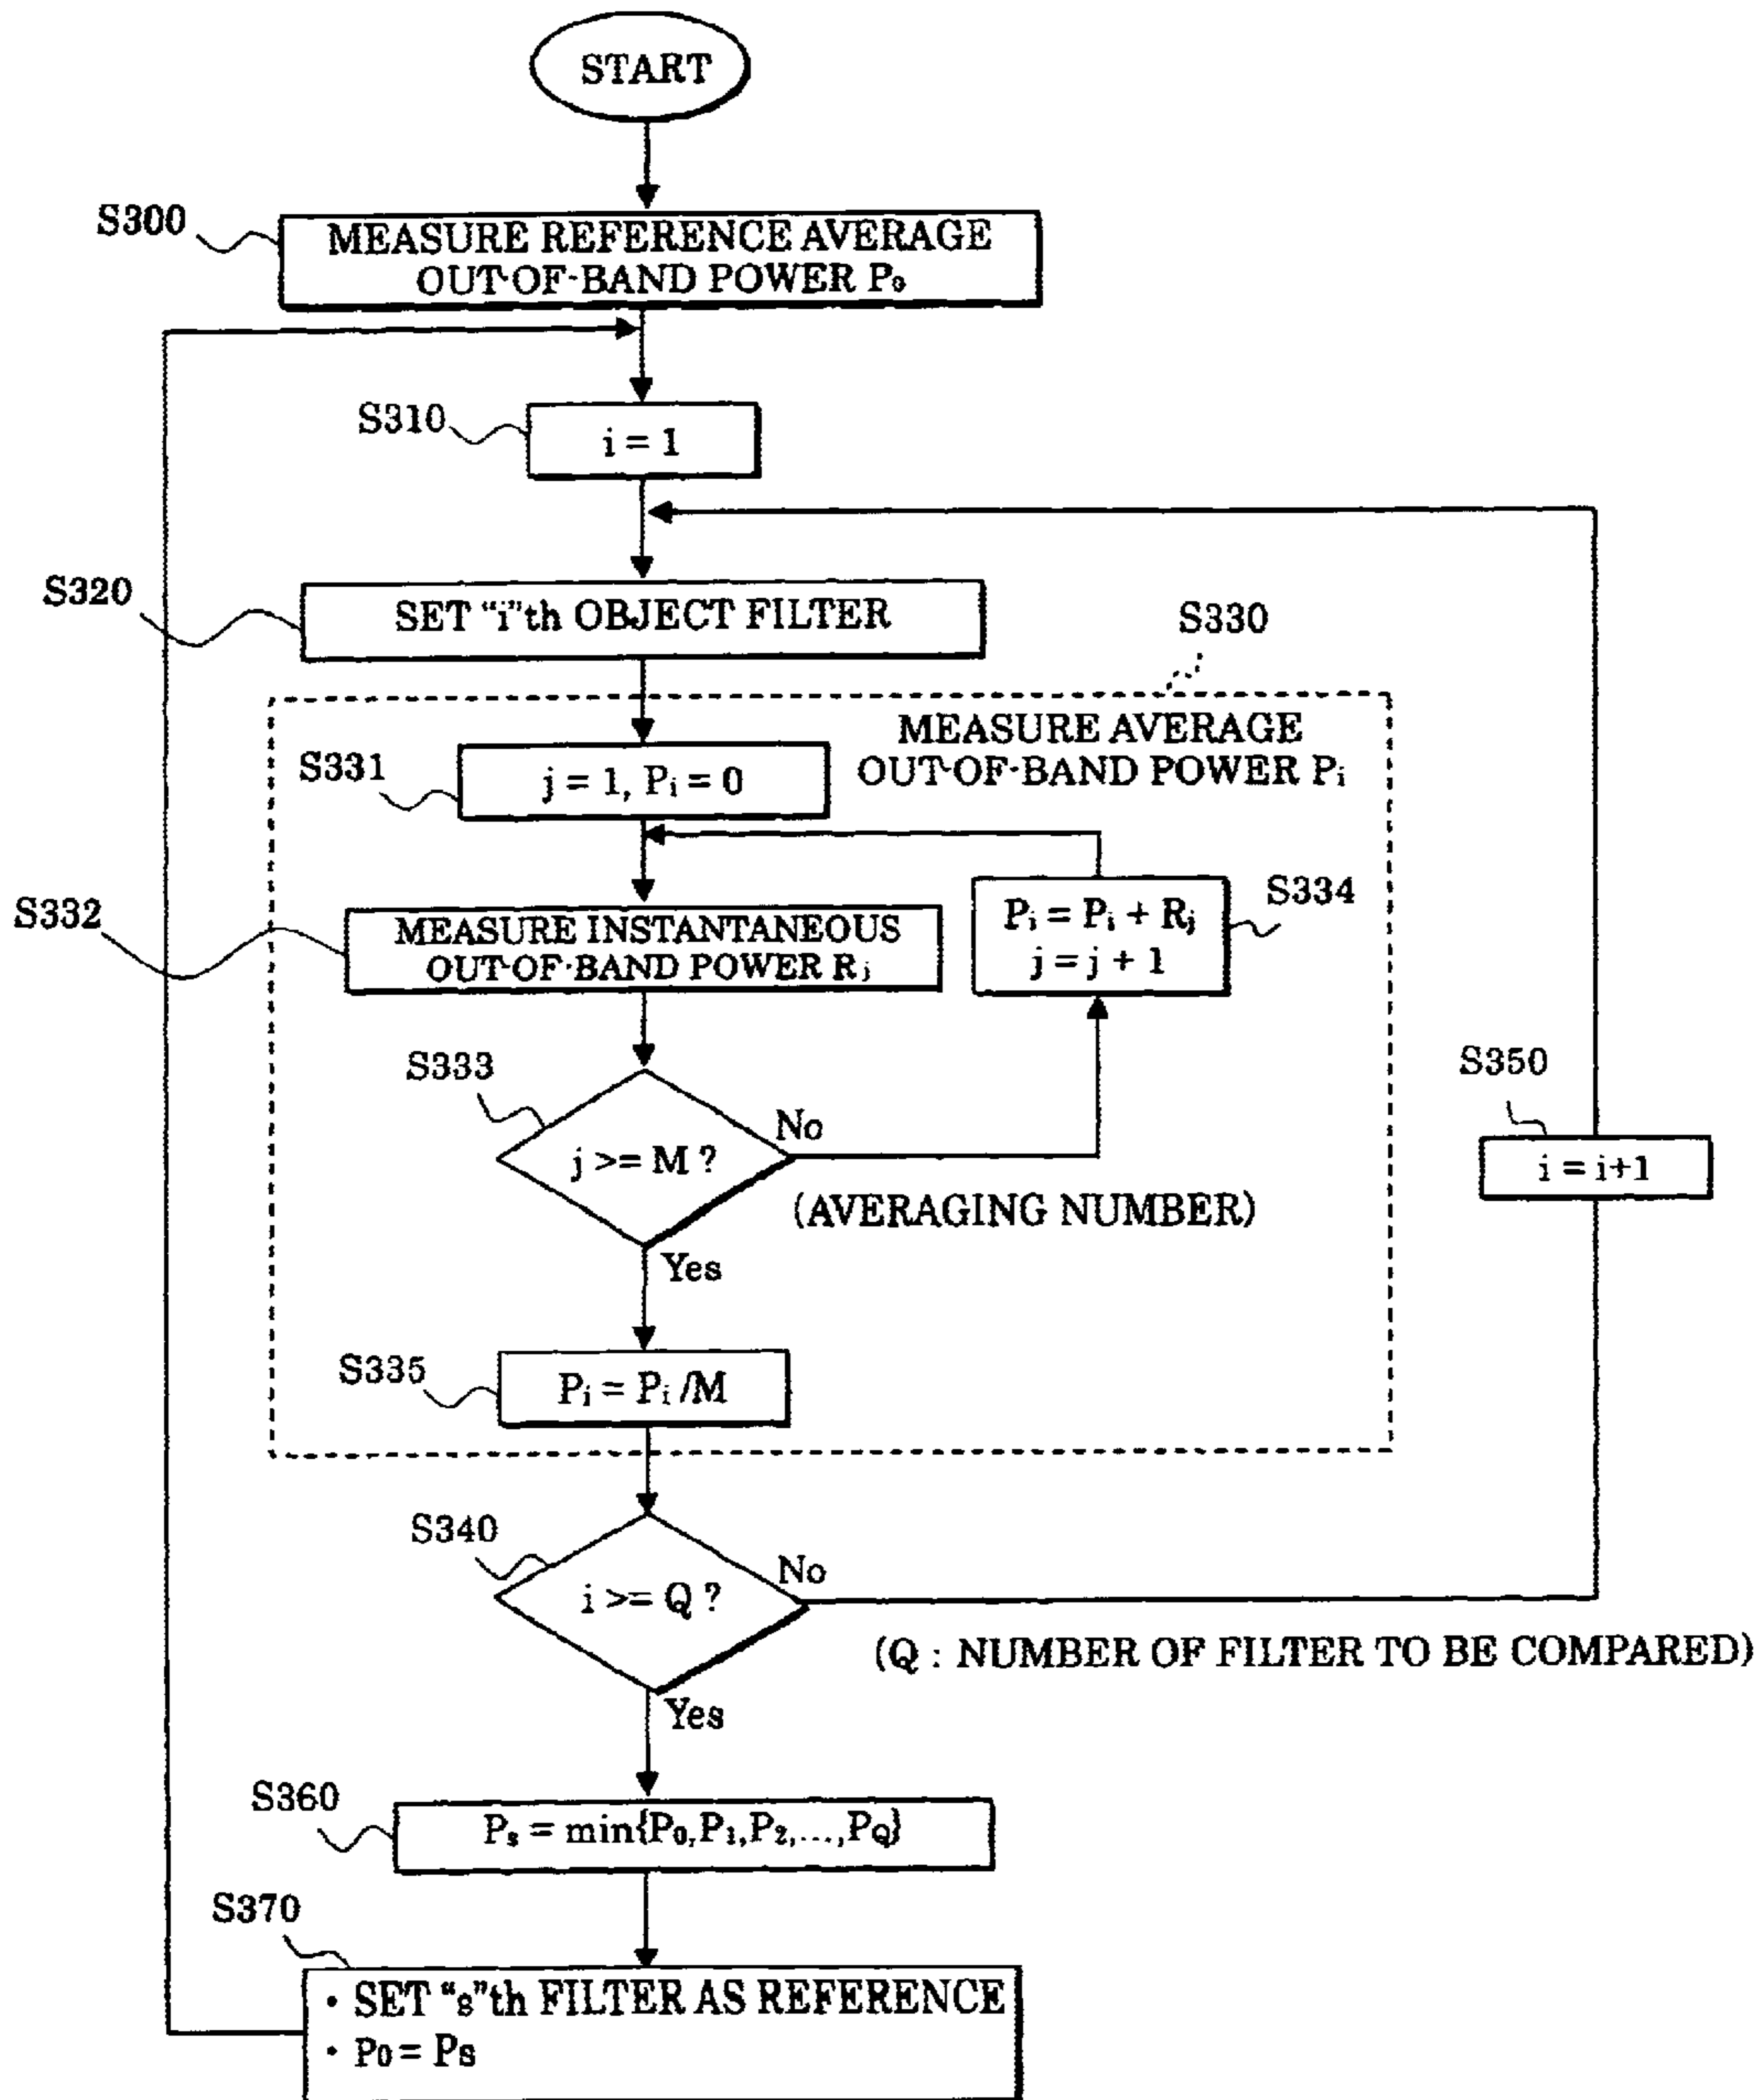 START
S300
MEASURE REFERENCE AVERAGE
OUT-OF-BAND POWER P₀
S310
i = 1
S320
SET "i"th OBJECT FILTER
S330
MEASURE AVERAGE
OUT-OF-BAND POWER Pᵢ
S331
j = 1, Pᵢ = 0
S332
MEASURE INSTANTANEOUS
OUT-OF-BAND POWER Rⱼ
S334
Pᵢ = Pᵢ + Rⱼ
j = j + 1
S333
j >= M ?
No
(AVERAGING NUMBER)
Yes
S350
i = i+1
S335
Pᵢ = Pᵢ /M
S340
i >= Q ?
No
(Q : NUMBER OF FILTER TO BE COMPARED)
Yes
S360
Pₛ = min{P₀,P₁,P₂,...,P_Q}
S370
· SET "s"th FILTER AS REFERENCE
· P₀ = Ps